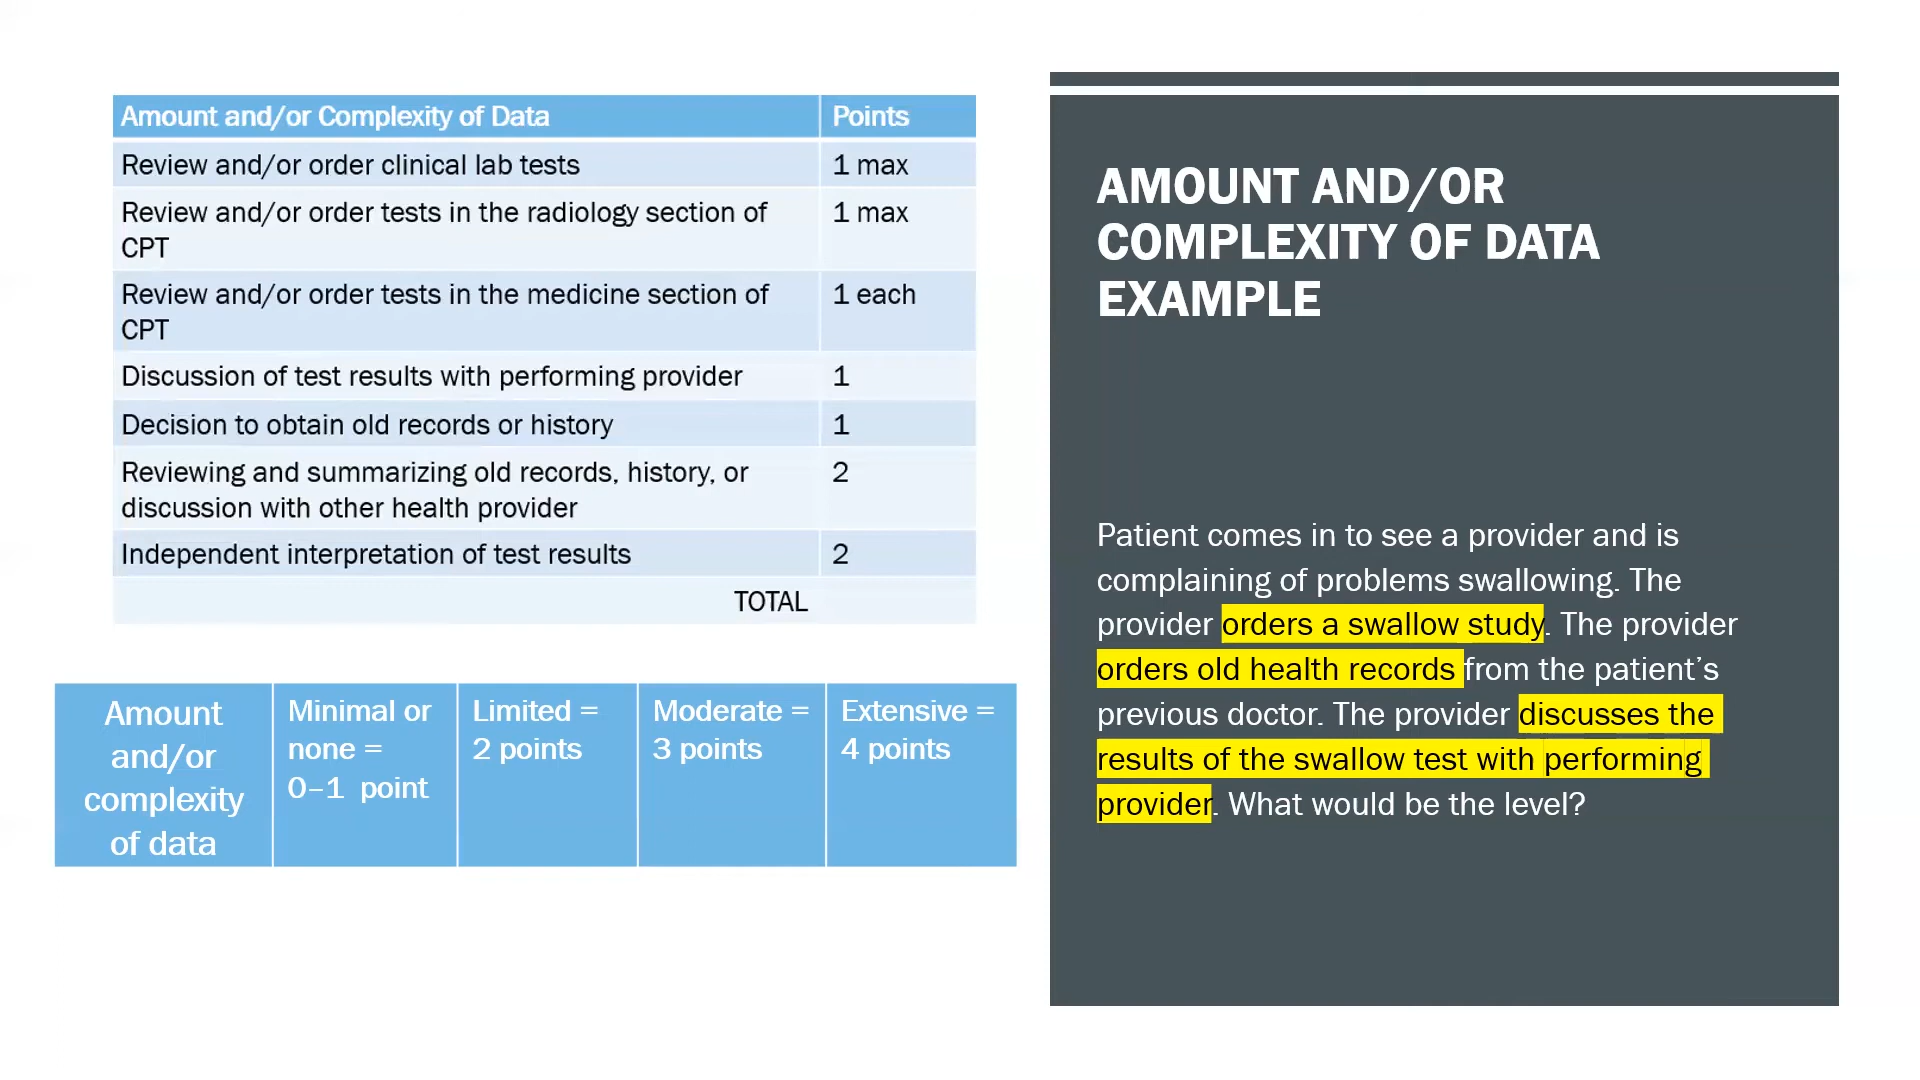 Amount and/or Complexity of Data Points
Review and/or order clinical lab tests 1 max
Review and/or order tests in the radiology section of 1 max
CPT
Review and/or order tests in the medicine section of 1 each
CPT
Discussion of test results with performing provider 1
Decision to obtain old records or history 1
Reviewing and summarizing old records, history, or 2
discussion with other health provider
Independent interpretation of test results 2
TOTAL
Amount
and/or
complexity
of data
Minimal or
none =
0–1 point
Limited =
2 points
Moderate =
3 points
Extensive =
4 points
AMOUNT AND/OR
COMPLEXITY OF DATA
EXAMPLE
Patient comes in to see a provider and is
complaining of problems swallowing. The
provider orders a swallow study. The provider
orders old health records from the patient’s
previous doctor. The provider discusses the
results of the swallow test with performing
provider. What would be the level?